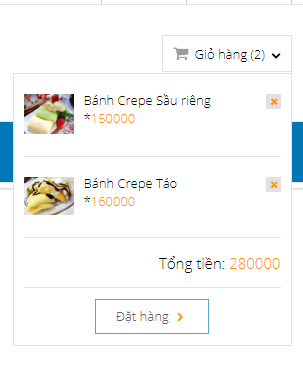 Giỏ hàng (2)
Bánh Crepe Sầu riêng
*150000
Bánh Crepe Táo
*160000
Tổng tiền: 280000
Đặt hàng